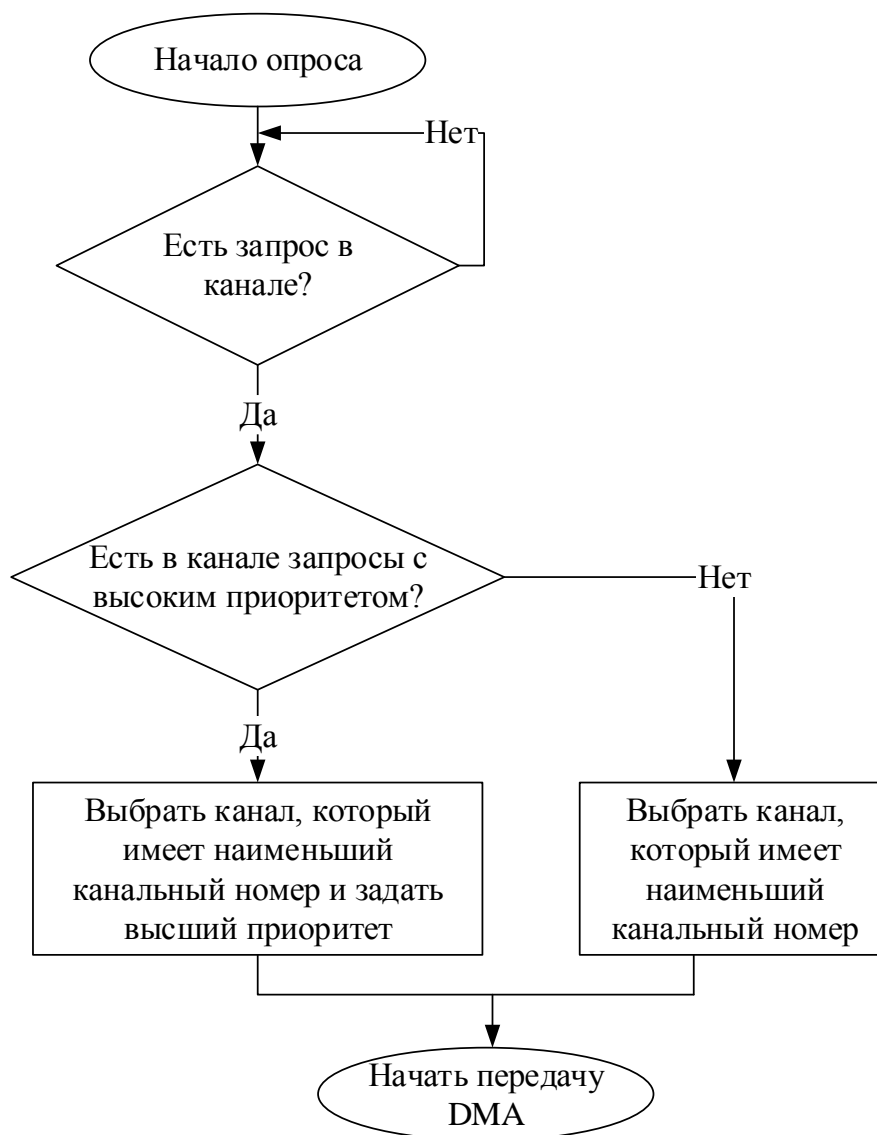 Начало опроса
Нет
Есть запрос в
канале?
Да
Есть в канале запросы с
высоким приоритетом?
Нет
Да
Выбрать канал, который
имеет наименьший
канальный номер и задать
высший приоритет
Выбрать канал,
который имеет
наименьший
канальный номер
Начать передачу
DMA